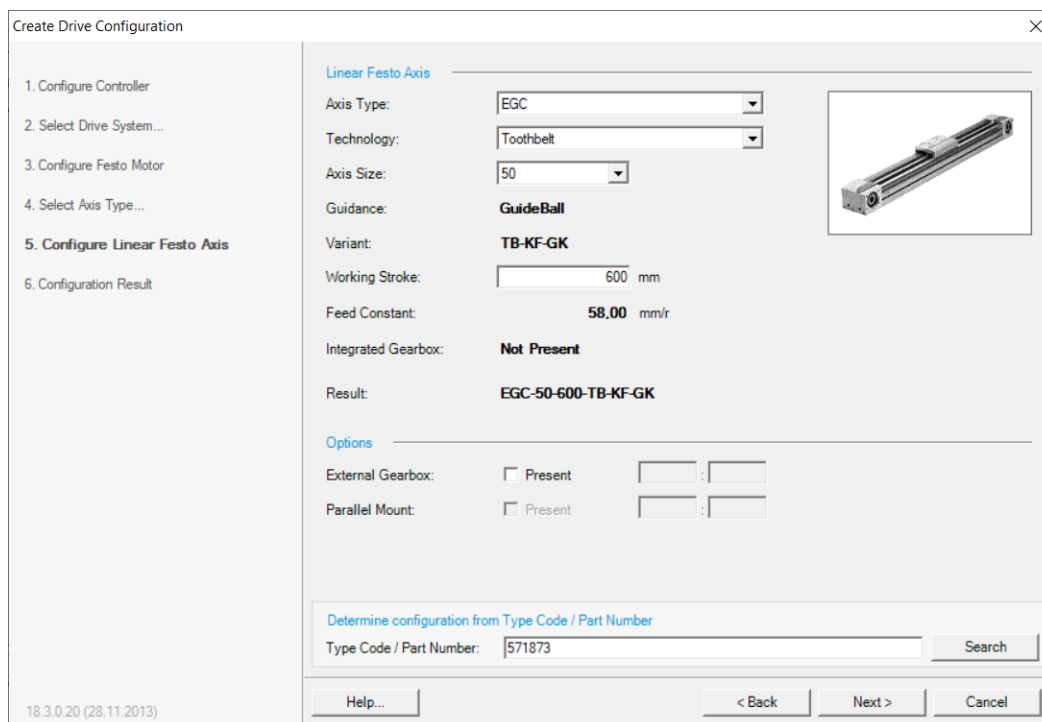 Create Drive Configuration
1. Configure Controller
2. Select Drive System...
3. Configure Festo Motor
4. Select Axis Type...
5. Configure Linear Festo Axis
6. Configuration Result
18.3.0.20 (28.11.2013)
Linear Festo Axis
Axis Type: EGC
Technology: Toothbelt
Axis Size: 50
Guidance: GuideBall
Variant: TB-KF-GK
Working Stroke: 600 mm
Feed Constant: 58,00 mm/r
Integrated Gearbox: Not Present
Result: EGC-50-600-TB-KF-GK
Options
External Gearbox: Present :
Parallel Mount: Present :
Determine configuration from Type Code / Part Number
Type Code / Part Number: 571873 Search
Help... < Back Next > Cancel